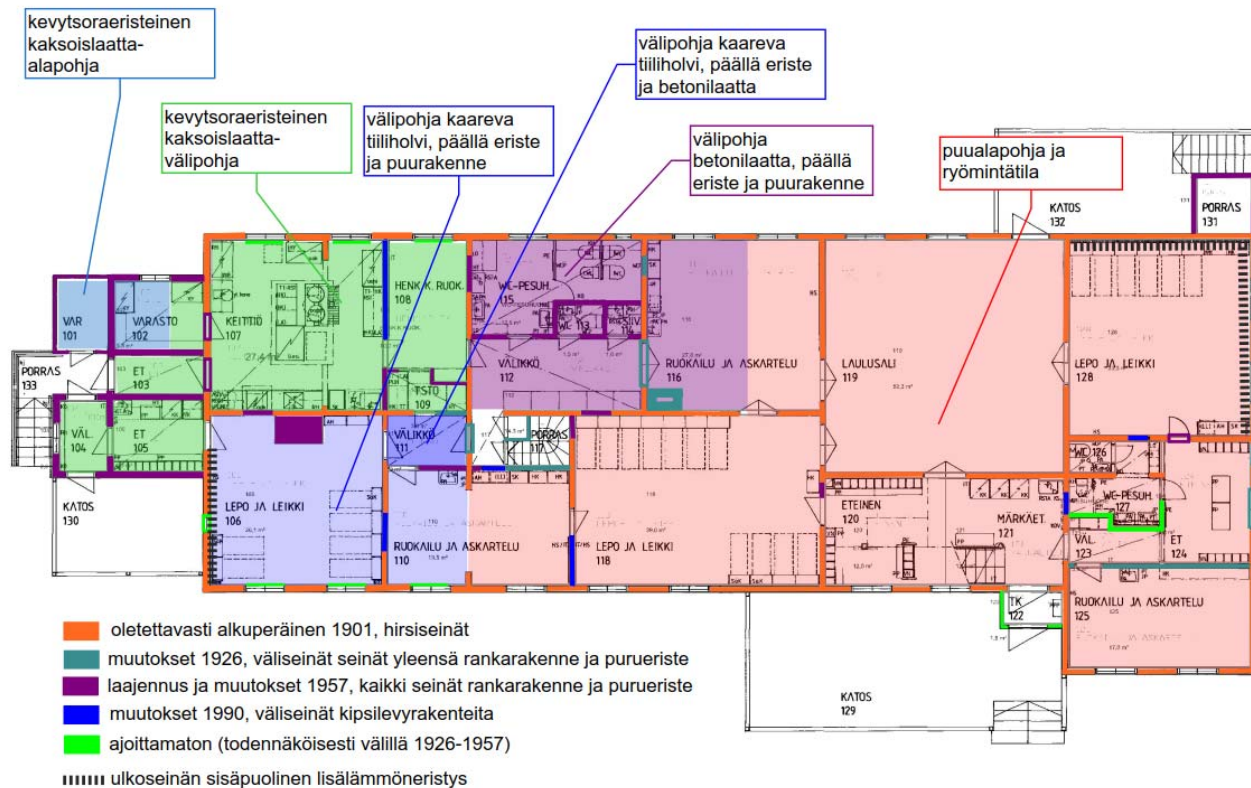 kevytsoraeristeinen
kaksoislaatta-
alapohja
kevytsoraeristeinen
kaksoislaatta-
välipohja
välipohja kaareva
tiiliholvi, päällä eriste
ja puurakenne
välipohja kaareva
tiiliholvi, päällä eriste
ja betonilaatta
välipohja
betonilaatta, päällä
eriste ja puurakenne
puualapohja ja
ryömintätila
KATOS
132
PORRAS
131
VAR
101
VARASTO
102
KEITTIÖ
107
HENK.K. RUOK.
108
WC-PESUH.
115
WC 113
SIIV.
114
VÄLIKKÖ
112
RUOKAILU JA ASKARTELU
116
LAULUSALI
119
LEPO JA LEIKKI
128
PORRAS
133
ET
103
VÄL.
104
ET
105
TSTO
109
VÄLIKKÖ
111
PORRAS
117
WC 126
WC-PESUH.
127
KATOS
130
LEPO JA LEIKKI
106
RUOKAILU JA ASKARTELU
110
LEPO JA LEIKKI
118
ETEINEN
120
MÄRKÄET.
121
VÄL.
123
ET
124
TK
122
RUOKAILU JA ASKARTELU
125
KATOS
129
oletettavasti alkuperäinen 1901, hirsiseinät
muutokset 1926, väliseinät seinät yleensä rankarakenne ja purueriste
laajennus ja muutokset 1957, kaikki seinät rankarakenne ja purueriste
muutokset 1990, väliseinät kipsilevyrakenteita
ajoittamaton (todennäköisesti välillä 1926-1957)
ulkoseinän sisäpuolinen lisälämmöneristys